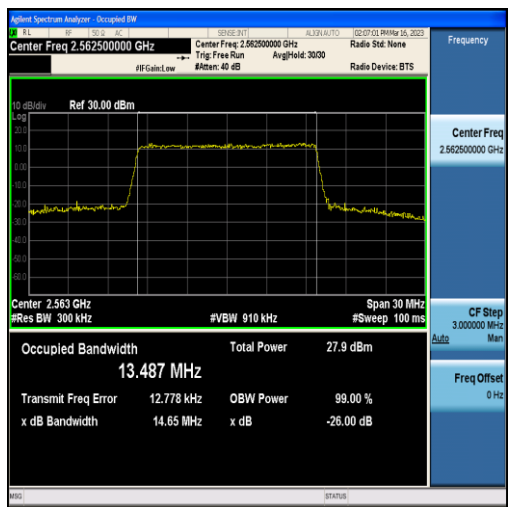 Agilent Spectrum Analyzer - Occupied BW
RL RF 50 Ω AC SENSE:INT ALIGN AUTO 02:07:01 PM Mar 16, 2023
Center Freq 2.562500000 GHz
Center Freq: 2.562500000 GHz
Radio Std: None
Trig: Free Run Avg|Hold: 30/30
#IFGain:Low #Atten: 40 dB Radio Device: BTS
Frequency
10 dB/div Ref 30.00 dBm
Log
20.0
10.0
0.00
-10.0
-20.0
-30.0
-40.0
-50.0
-60.0
Center Freq
2.562500000 GHz
Center 2.563 GHz Span 30 MHz
#Res BW 300 kHz #VBW 910 kHz #Sweep 100 ms
CF Step
3.000000 MHz
Auto Man
Occupied Bandwidth Total Power 27.9 dBm
13.487 MHz
Transmit Freq Error 12.778 kHz OBW Power 99.00 %
x dB Bandwidth 14.65 MHz x dB -26.00 dB
Freq Offset
0 Hz
MSG STATUS